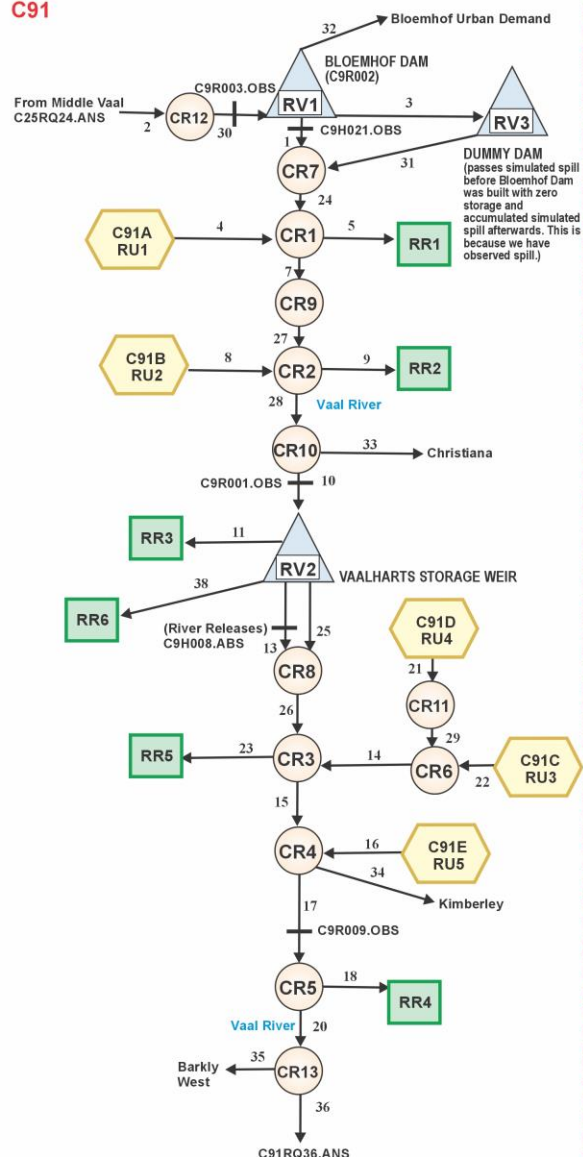 C91
32
Bloemhof Urban Demand
BLOEMHOF DAM
(C9R002)
C9R003.OBS
From Middle Vaal
C25RQ24.ANS
2
CR12
30
RV1
3
RV3
1
C9H021.OBS
31
CR7
DUMMY DAM
(passes simulated spill
before Bloemhof Dam
was built with zero
storage and
accumulated simulated
spill afterwards. This is
because we have
observed spill.)
24
C91A
RU1
4
CR1
5
RR1
7
CR9
27
C91B
RU2
8
CR2
9
RR2
28
Vaal River
CR10
33
Christiana
C9R001.OBS
10
RR3
11
RV2
VAALHARTS STORAGE WEIR
38
RR6
(River Releases)
C9H008.ABS
13
25
C91D
RU4
21
CR8
CR11
26
29
RR5
23
CR3
14
CR6
22
C91C
RU3
15
CR4
16
C91E
RU5
34
Kimberley
17
C9R009.OBS
CR5
18
RR4
Vaal River
20
Barkly
West
35
CR13
36
C91RQ36.ANS